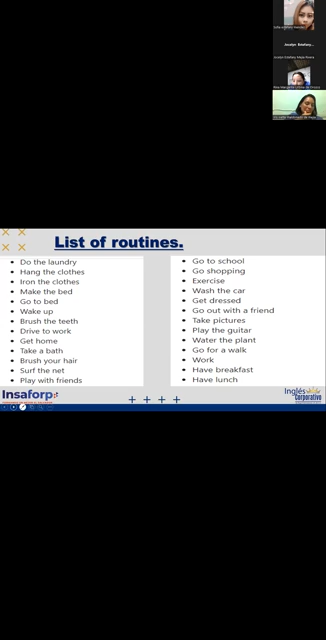 Jocelyn Estefany...
List of routines.
Do the laundry
Hang the clothes
Iron the clothes
Make the bed
Go to bed
Wake up
Brush the teeth
Drive to work
Get home
Take a bath
Brush your hair
Surf the net
Play with friends
Go to school
Go shopping
Exercise
Wash the car
Get dressed
Go out with a friend
Take pictures
Play the guitar
Water the plant
Go for a walk
Work
Have breakfast
Have lunch
Insaforp
Inglés
Corporativo